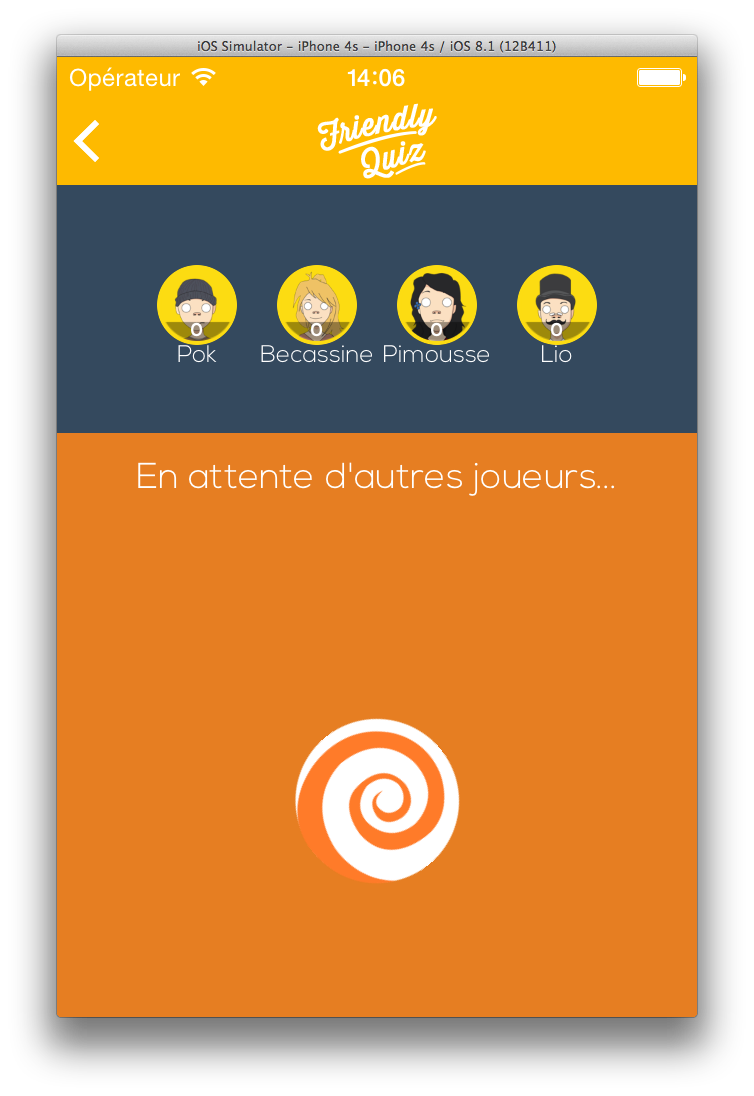 iOS Simulator – iPhone 4s – iPhone 4s / iOS 8.1 (12B411)
Opérateur 14:06
Friendly
Quiz
0 0 0 0
Pok Becassine Pimousse Lio
En attente d'autres joueurs...